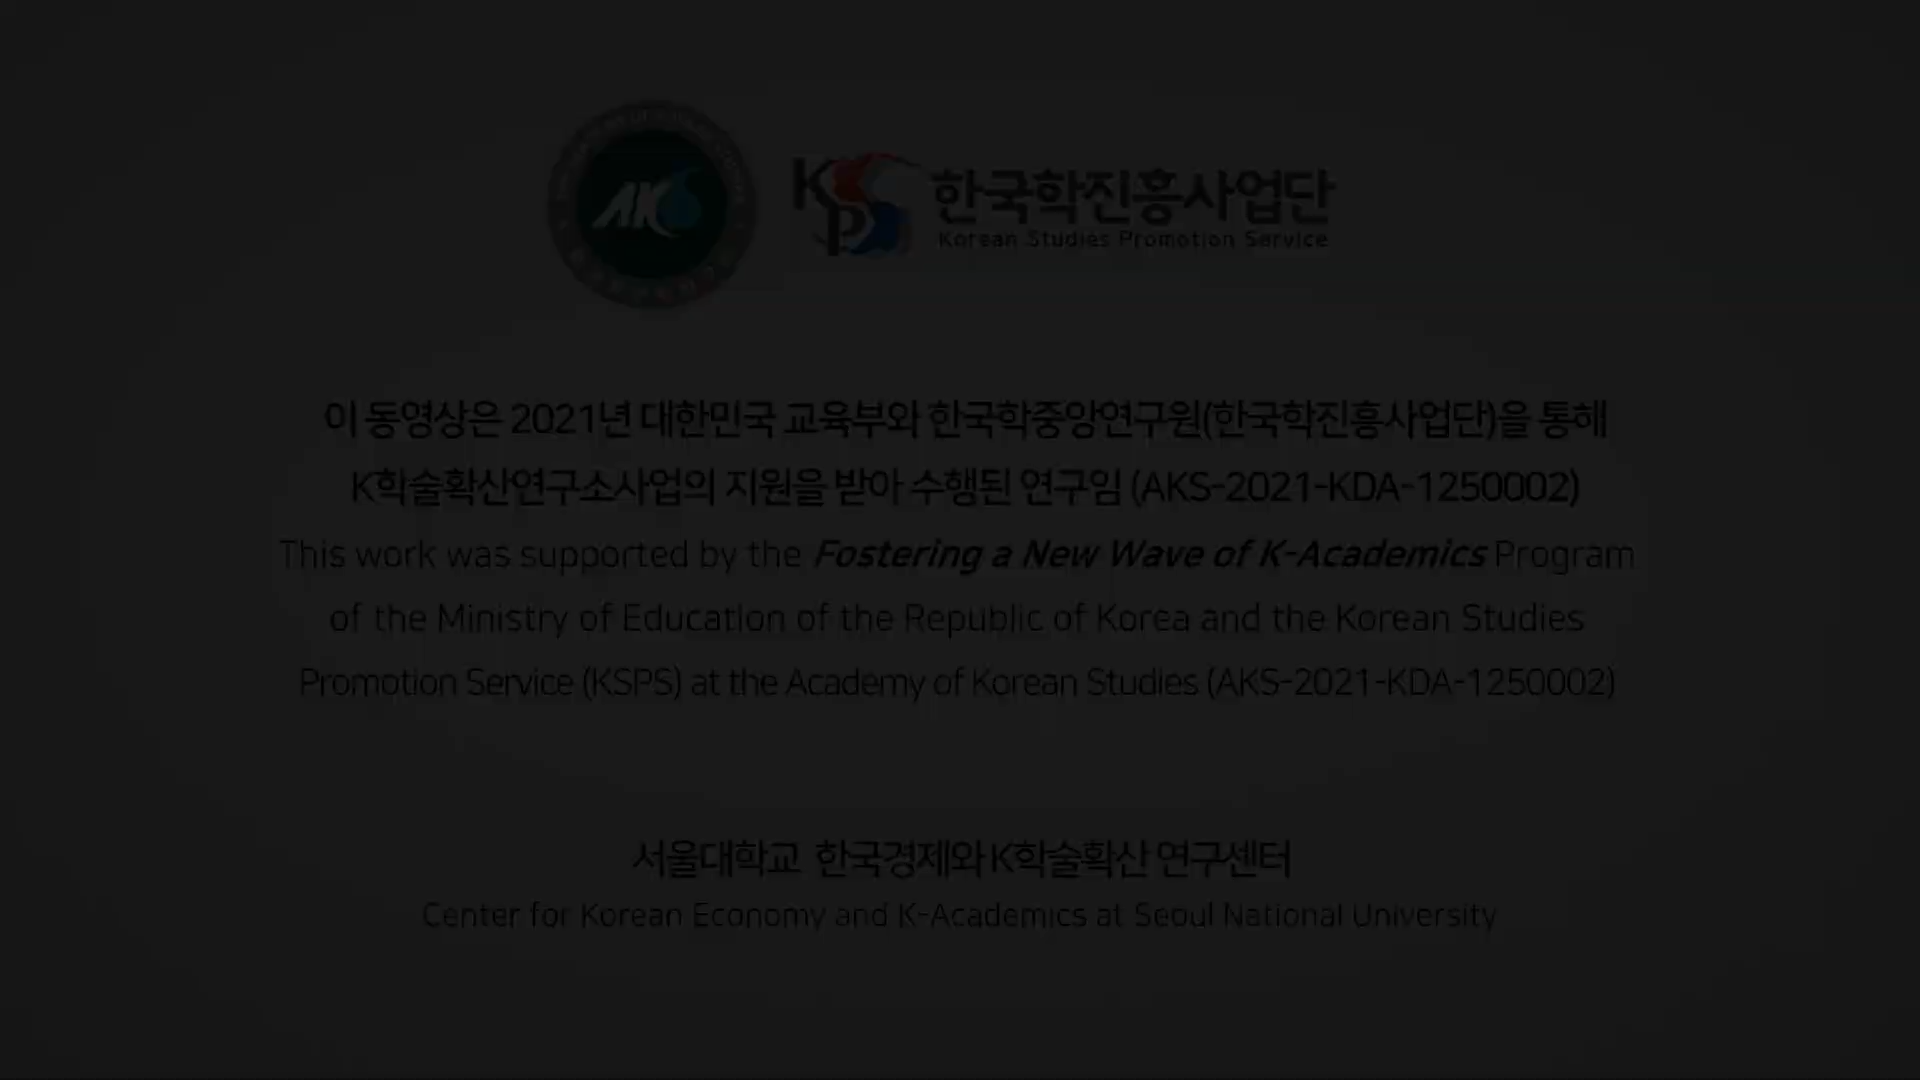 AKS
KSPS 한국학진흥사업단
Korean Studies Promotion Service
이 동영상은 2021년 대한민국 교육부와 한국학중앙연구원(한국학진흥사업단)을 통해
K학술확산연구소사업의 지원을 받아 수행된 연구임 (AKS-2021-KDA-1250002)
This work was supported by the Fostering a New Wave of K-Academics Program
of the Ministry of Education of the Republic of Korea and the Korean Studies
Promotion Service (KSPS) at the Academy of Korean Studies (AKS-2021-KDA-1250002)
서울대학교 한국경제와 K학술확산 연구센터
Center for Korean Economy and K-Academics at Seoul National University